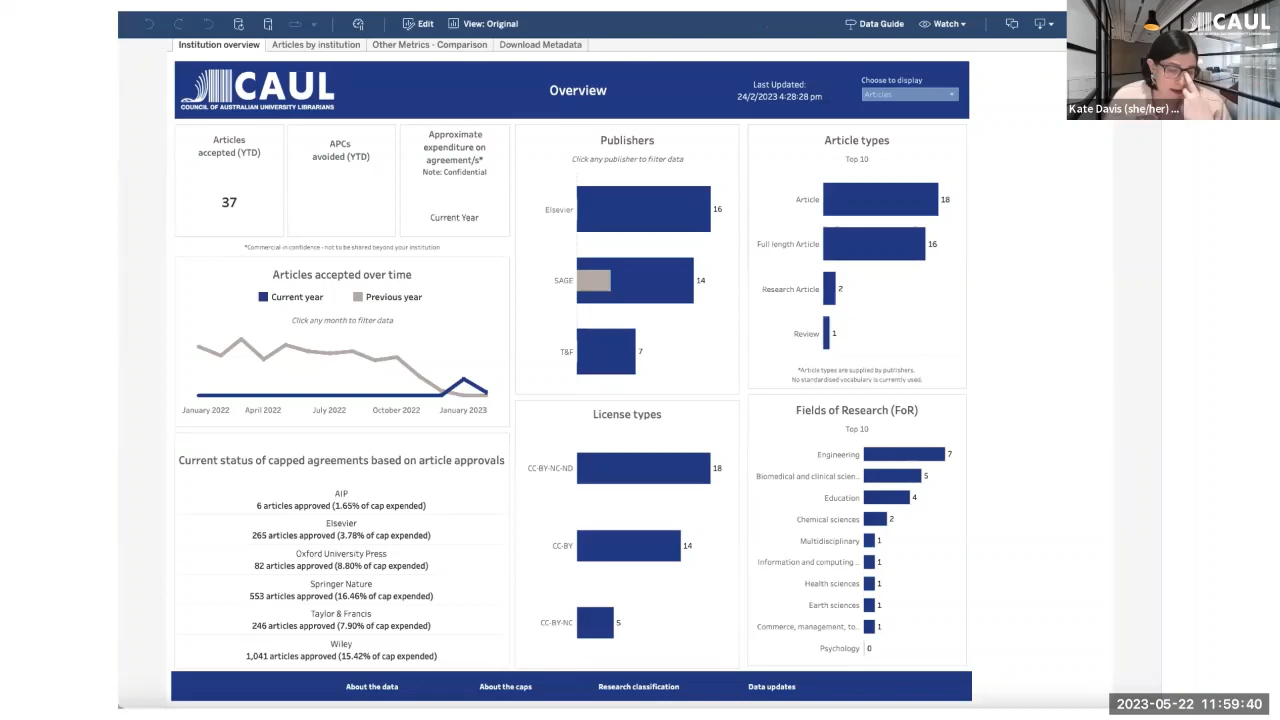 Edit
View: Original
Data Guide
Watch
Institution overview
Articles by institution
Other Metrics - Comparison
Download Metadata
CAUL
COUNCIL OF AUSTRALIAN UNIVERSITY LIBRARIANS
Overview
Last Updated:
24/2/2023 4:28:28 pm
Choose to display
Articles
CAUL
Kate Davis (she/her) ...
Articles
accepted (YTD)
37
APCs
avoided (YTD)
Approximate
expenditure on
agreement/s*
Note: Confidential
Current Year
*Commercial-in confidence - not to be shared beyond your institution
Articles accepted over time
Current year
Previous year
Click any month to filter data
January 2022
April 2022
July 2022
October 2022
January 2023
Current status of capped agreements based on article approvals
AIP
6 articles approved (1.65% of cap expended)
Elsevier
265 articles approved (3.78% of cap expended)
Oxford University Press
82 articles approved (8.80% of cap expended)
Springer Nature
553 articles approved (16.46% of cap expended)
Taylor & Francis
246 articles approved (7.90% of cap expended)
Wiley
1,041 articles approved (15.42% of cap expended)
Publishers
Click any publisher to filter data
Elsevier 16
SAGE 14
T&F 7
License types
CC-BY-NC-ND 18
CC-BY 14
CC-BY-NC 5
Article types
Top 10
Article 18
Full length Article 16
Research Article 2
Review 1
*Article types are supplied by publishers.
No standardised vocabulary is currently used.
Fields of Research (FoR)
Top 10
Engineering 7
Biomedical and clinical scien.. 5
Education 4
Chemical sciences 2
Multidisciplinary 1
Information and computing .. 1
Health sciences 1
Earth sciences 1
Commerce, management, to.. 1
Psychology 0
About the data
About the caps
Research classification
Data updates
2023-05-22 11:59:40